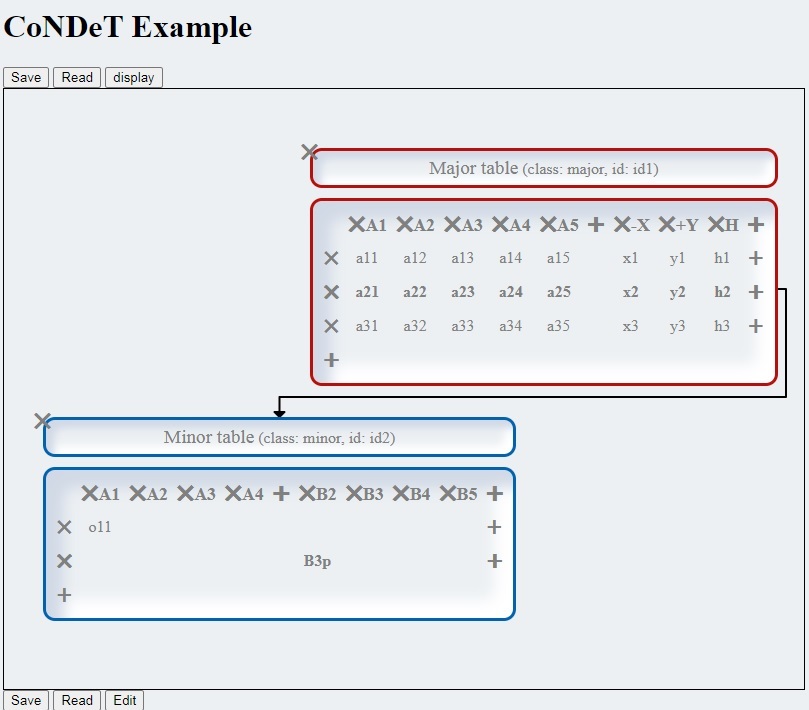 CoNDeT Example
Save Read display
Major table (class: major, id: id1)
A1 A2 A3 A4 A5 + -X +Y H +
a11 a12 a13 a14 a15 x1 y1 h1 +
a21 a22 a23 a24 a25 x2 y2 h2 +
a31 a32 a33 a34 a35 x3 y3 h3 +
+
Minor table (class: minor, id: id2)
A1 A2 A3 A4 + B2 B3 B4 B5 +
o11 +
B3p +
+
Save Read Edit